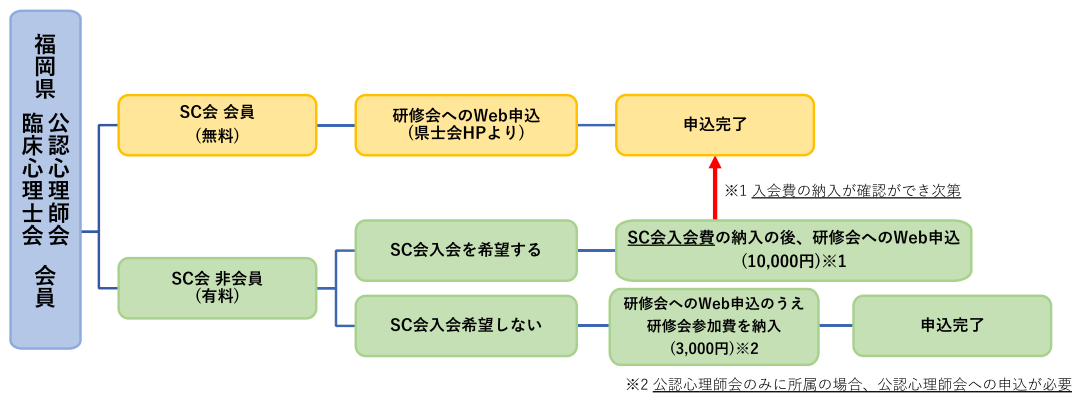 福岡県
公認心理師会
臨床心理士会
会員
SC会 会員
(無料)
研修会へのWeb申込
(県士会HPより)
申込完了
※1 入会費の納入が確認ができ次第
SC会 非会員
(有料)
SC会入会を希望する
SC会入会費の納入の後、研修会へのWeb申込
(10,000円)※1
SC会入会希望しない
研修会へのWeb申込のうえ
研修会参加費を納入
(3,000円)※2
申込完了
※2 公認心理師会のみに所属の場合、公認心理師会への申込が必要